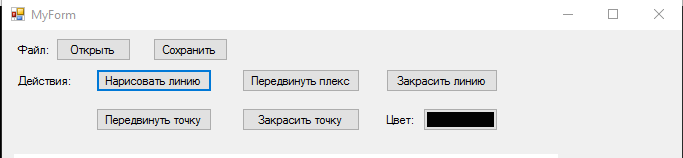 MyForm
Файл: Открыть Сохранить
Действия: Нарисовать линию Передвинуть плекс Закрасить линию
Передвинуть точку Закрасить точку Цвет: